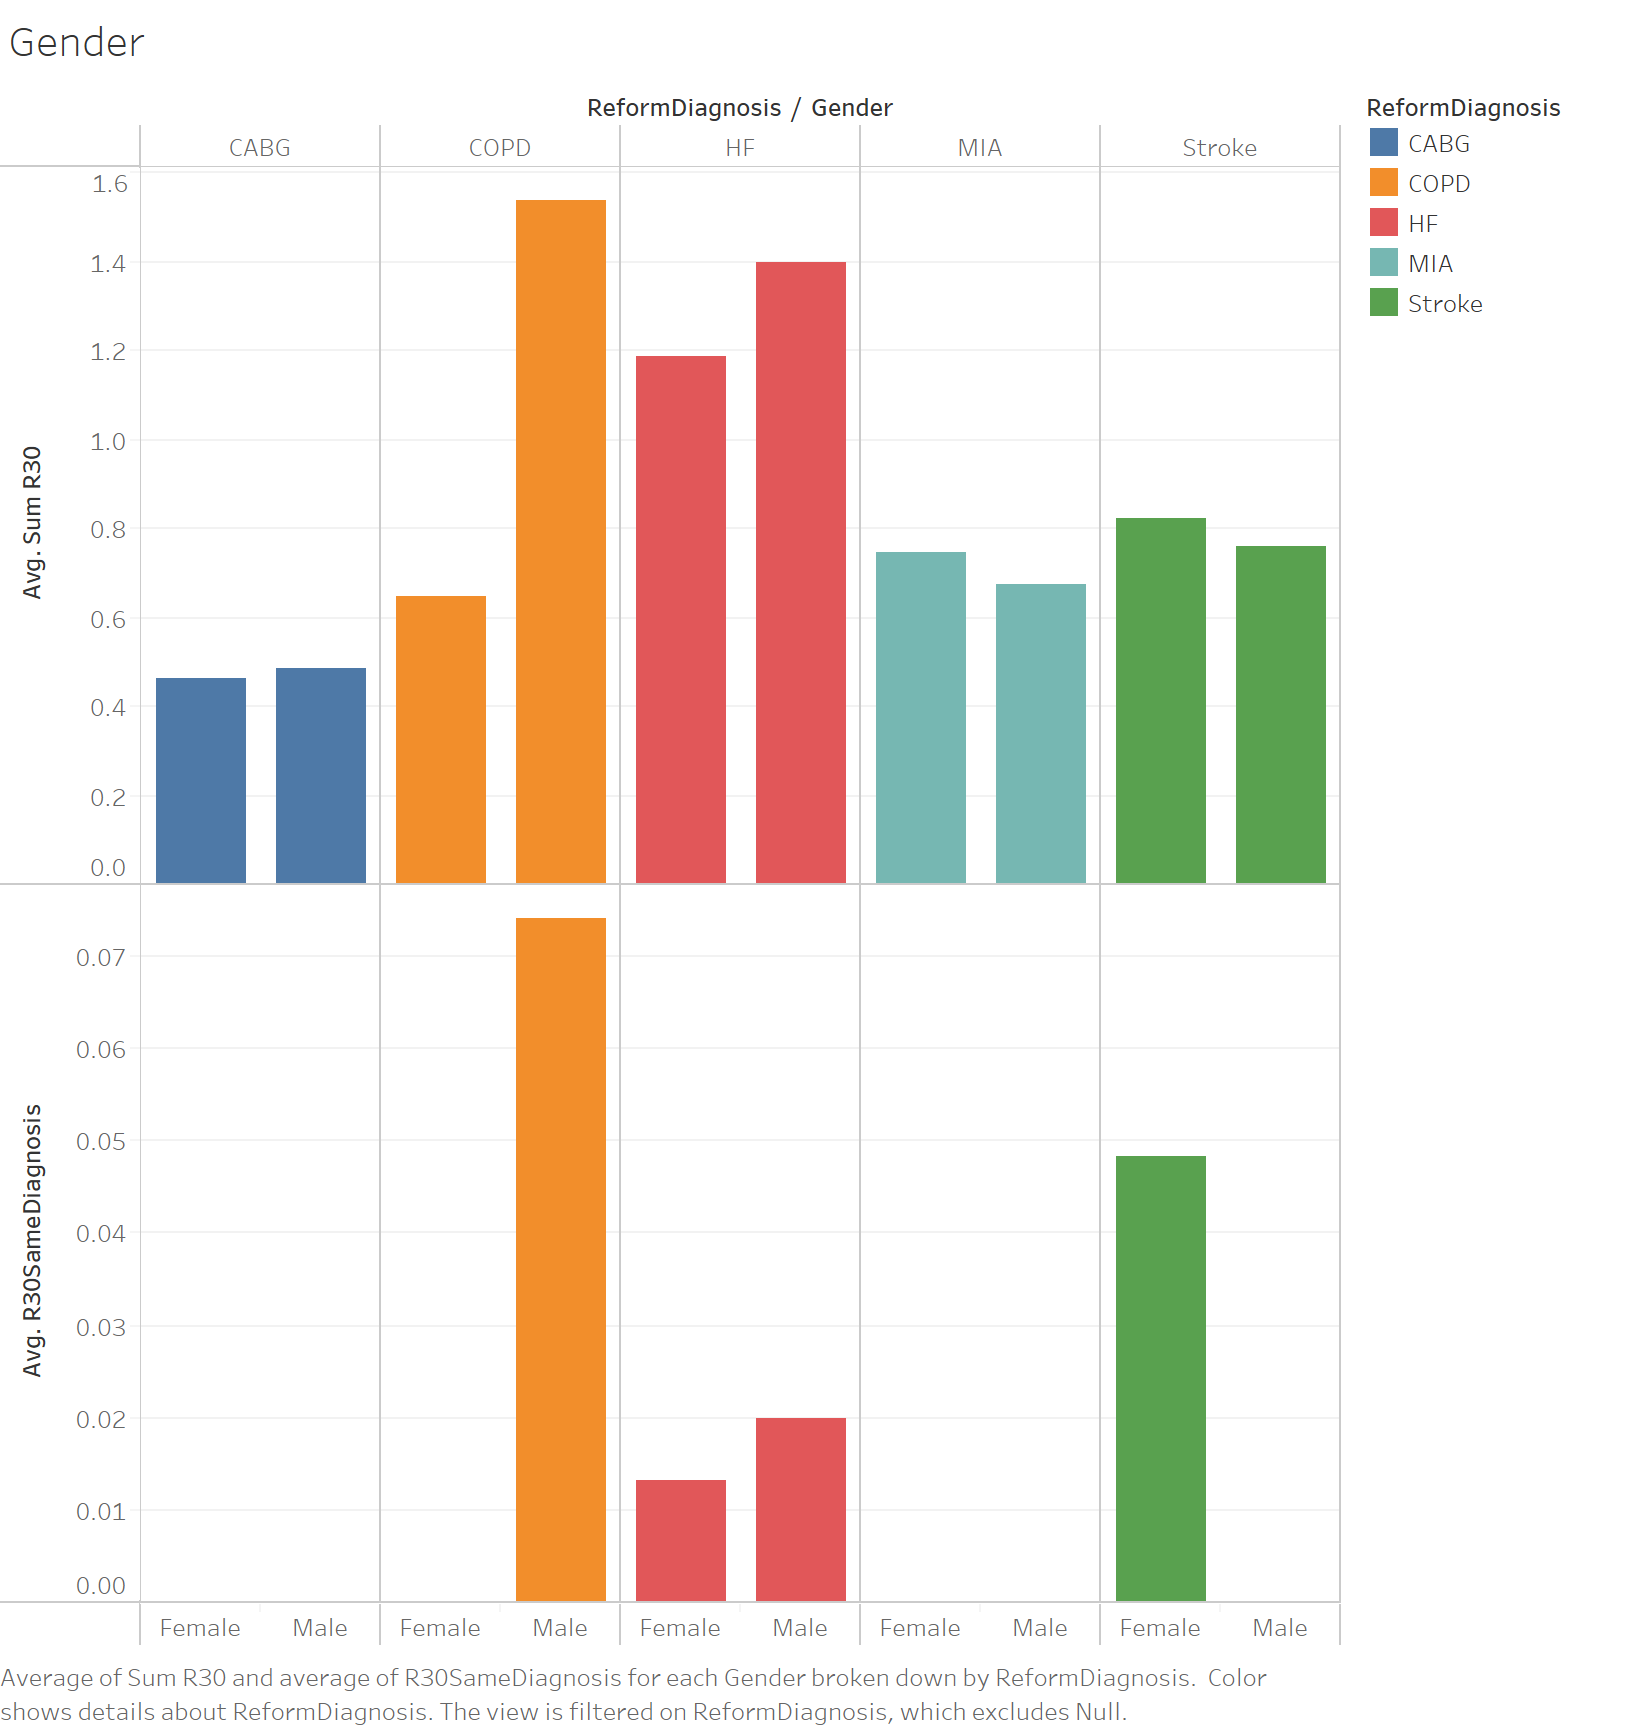 Gender
ReformDiagnosis / Gender
CABG COPD HF MIA Stroke
ReformDiagnosis
CABG
COPD
HF
MIA
Stroke
Avg. Sum R30
1.6
1.4
1.2
1.0
0.8
0.6
0.4
0.2
0.0
Avg. R30SameDiagnosis
0.07
0.06
0.05
0.04
0.03
0.02
0.01
0.00
Female Male Female Male Female Male Female Male Female Male
Average of Sum R30 and average of R30SameDiagnosis for each Gender broken down by ReformDiagnosis.  Color
shows details about ReformDiagnosis. The view is filtered on ReformDiagnosis, which excludes Null.